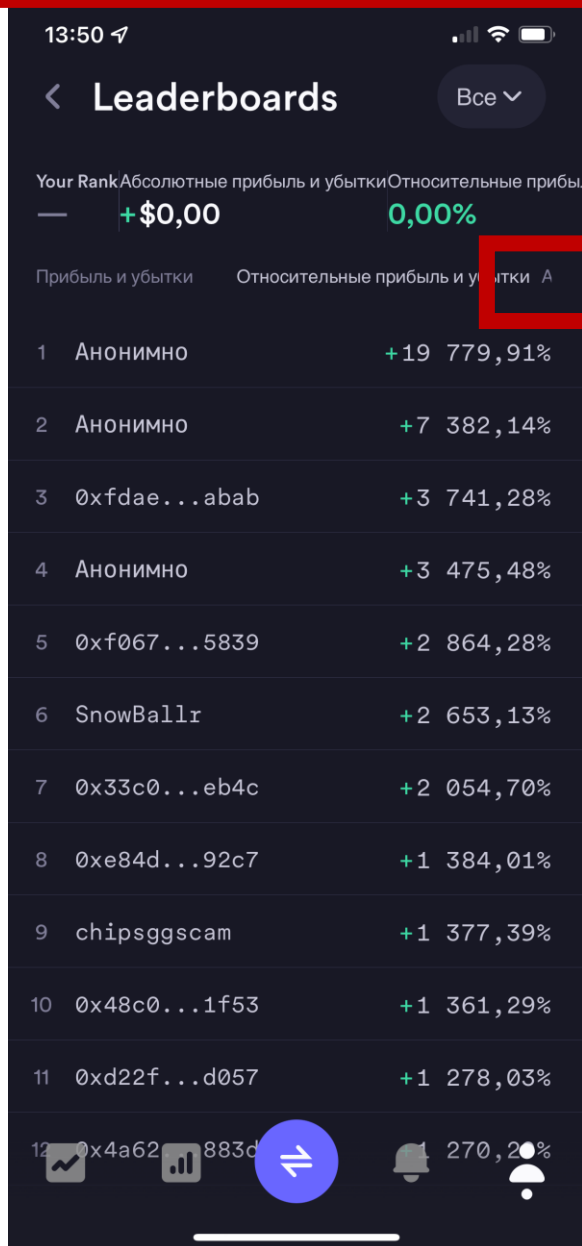 13:50
Leaderboards
Все
Your Rank Абсолютные прибыль и убытки Относительные прибы
— +$0,00 0,00%
Прибыль и убытки Относительные прибыль и убытки
1 Анонимно +19 779,91%
2 Анонимно +7 382,14%
3 0xfdae...abab +3 741,28%
4 Анонимно +3 475,48%
5 0xf067...5839 +2 864,28%
6 SnowBallr +2 653,13%
7 0x33c0...eb4c +2 054,70%
8 0xe84d...92c7 +1 384,01%
9 chipsggscam +1 377,39%
10 0x48c0...1f53 +1 361,29%
11 0xd22f...d057 +1 278,03%
12